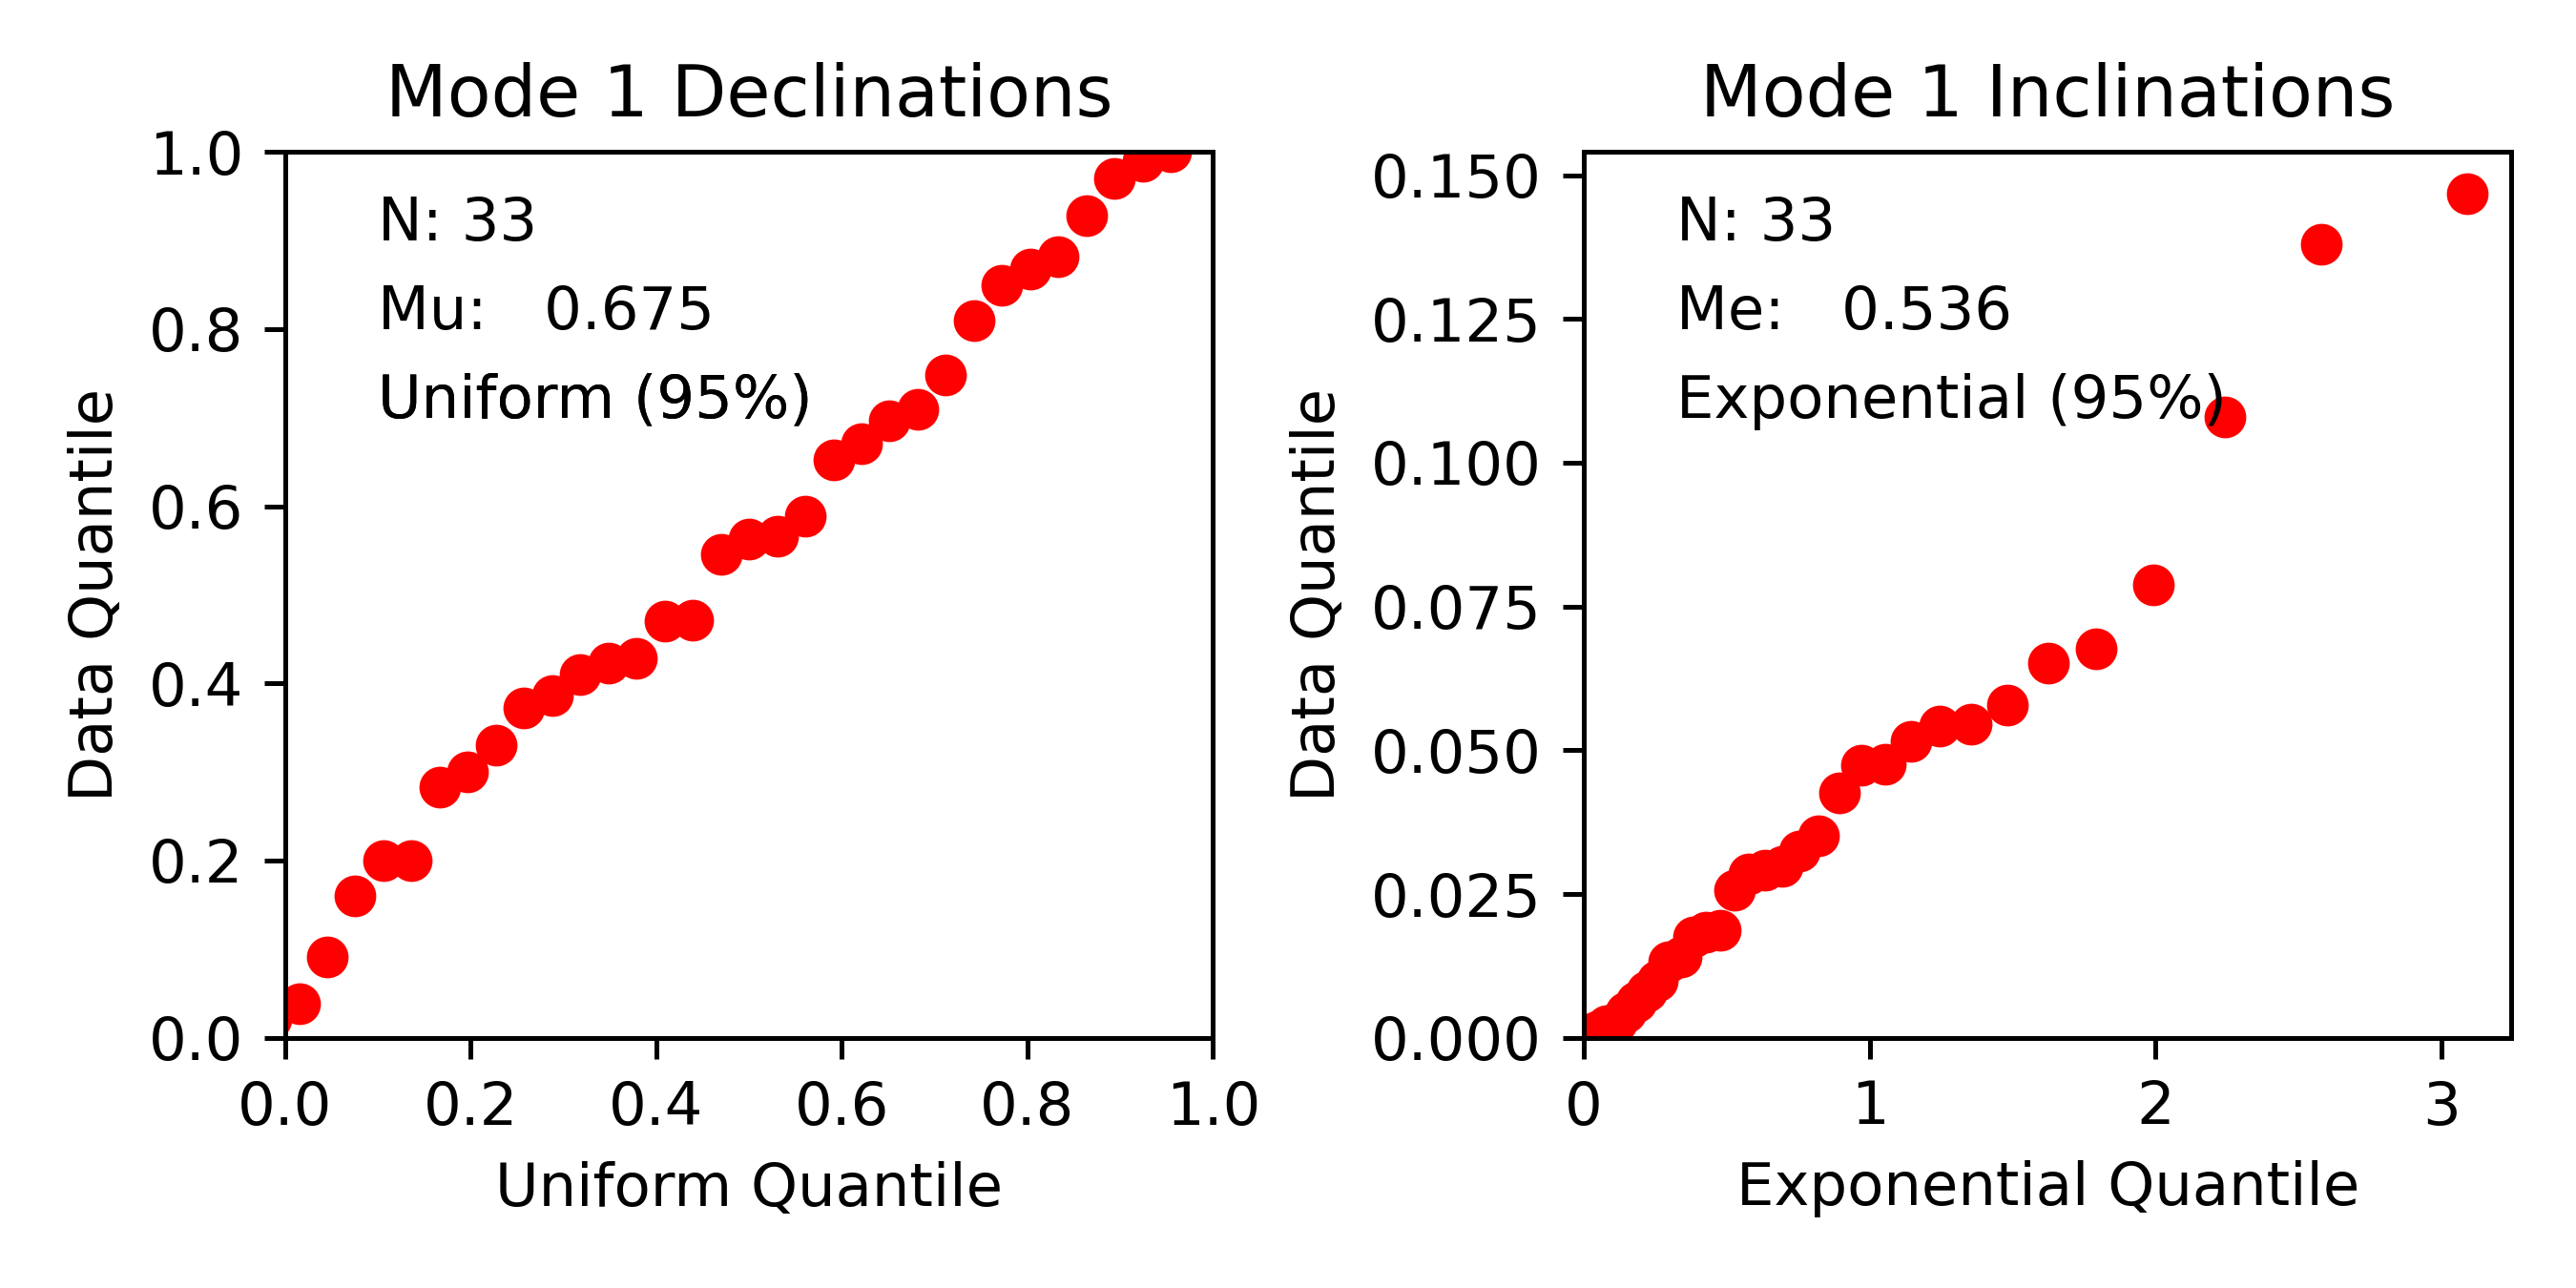 Mode 1 Declinations
1.0
0.8
0.6
0.4
0.2
0.0
Data Quantile
N: 33
Mu: 0.675
Uniform (95%)
0.0 0.2 0.4 0.6 0.8 1.0
Uniform Quantile
Mode 1 Inclinations
0.150
0.125
0.100
0.075
0.050
0.025
0.000
Data Quantile
N: 33
Me: 0.536
Exponential (95%)
0 1 2 3
Exponential Quantile